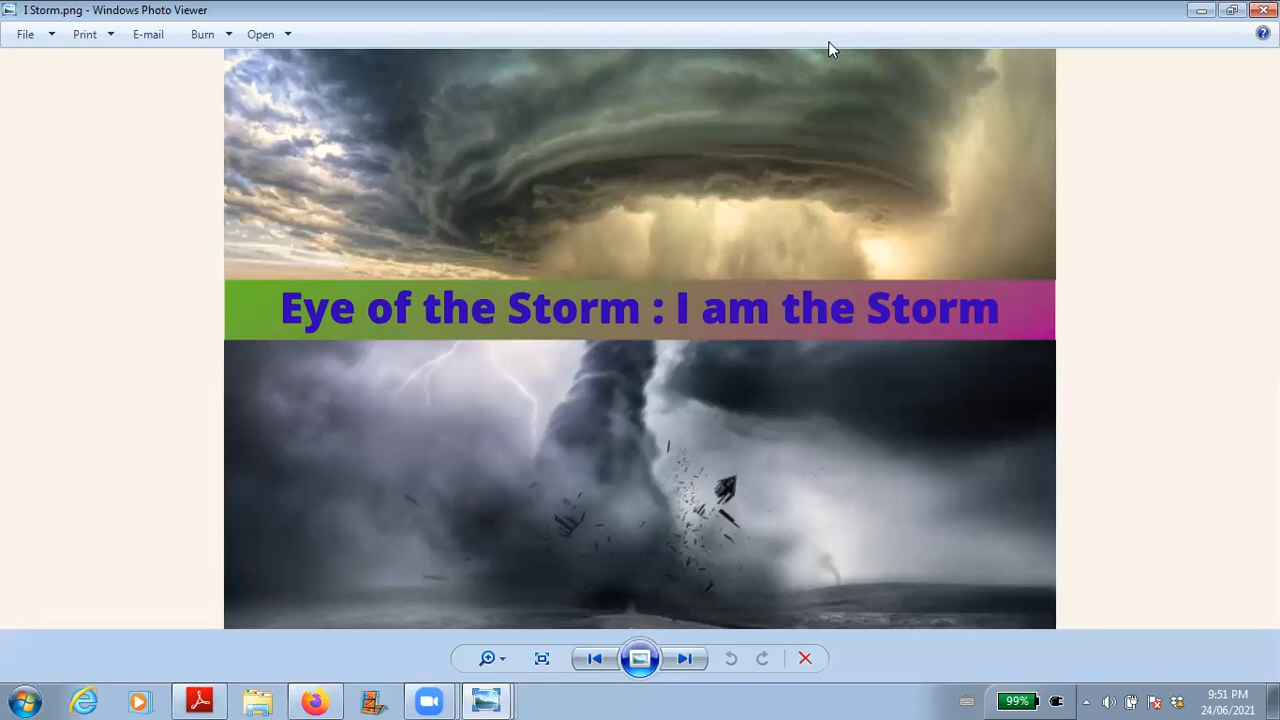 I Storm.png - Windows Photo Viewer
File Print E-mail Burn Open
Eye of the Storm : I am the Storm
99%
9:51 PM
24/06/2021